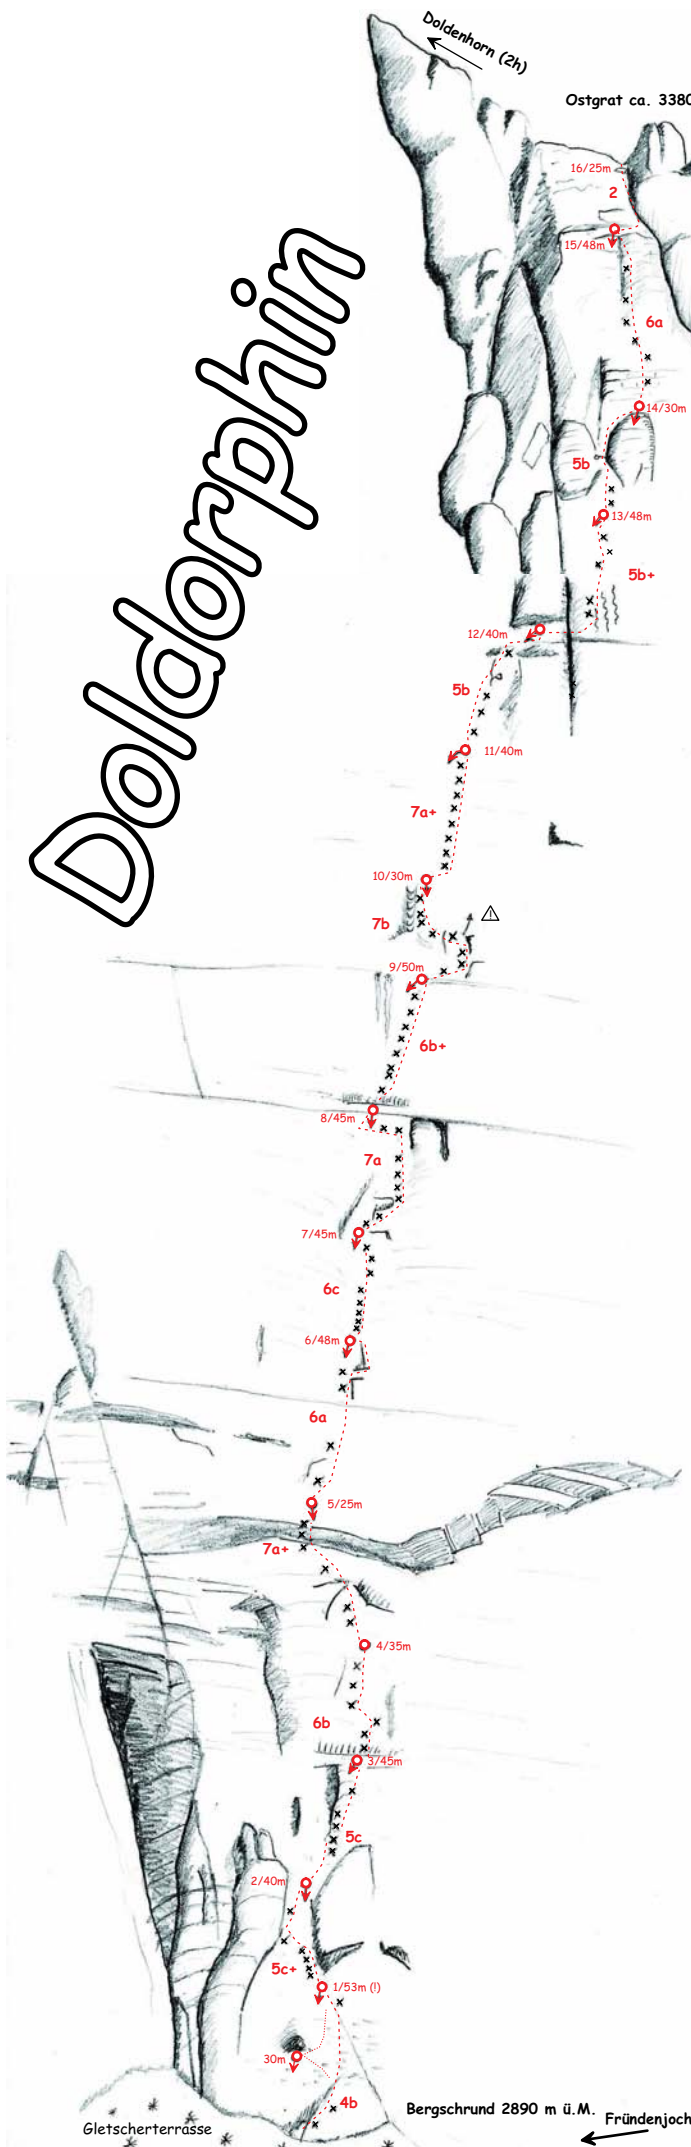 Doldenhorn (2h)
Ostgrat ca. 3380
16/25m
2
15/48m
6a
14/30m
5b
13/48m
5b+
12/40m
5b
11/40m
7a+
10/30m
7b
9/50m
6b+
8/45m
7a
7/45m
6c
6/48m
6a
5/25m
7a+
4/35m
6b
3/45m
5c
2/40m
5c+
1/53m (!)
30m
4b
Bergschrund 2890 m ü.M.
Fründenjoch
Gletscherterrasse
Doldorphin